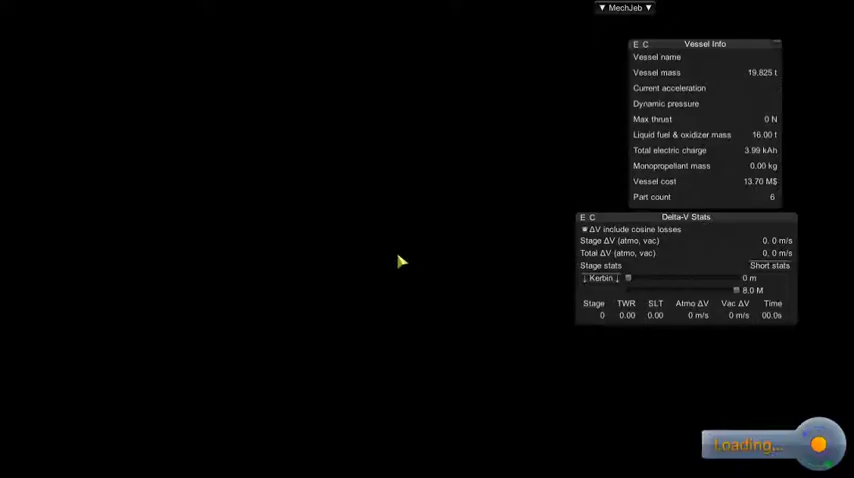 ▼ MechJeb ▼
E C Vessel Info
Vessel name
Vessel mass 19,825 t
Current acceleration
Dynamic pressure
Max thrust 0 N
Liquid fuel & oxidizer mass 16.00 t
Total electric charge 3.99 kAh
Monopropellant mass 0.00 kg
Vessel cost 13.70 M$
Part count 6
E C Delta-V Stats
ΔV include cosine losses
Stage ΔV (atmo, vac) 0, 0 m/s
Total ΔV (atmo, vac) 0, 0 m/s
Stage stats Short stats
↓ Kerbin ↓ 0 m
8.0 M
Stage TWR SLT Atmo ΔV Vac ΔV Time
0 0.00 0.00 0 m/s 0 m/s 00.0s
Loading...